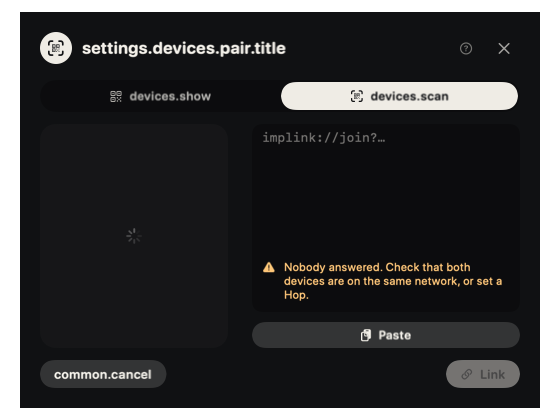 settings.devices.pair.title
devices.show
devices.scan
implink://join?…
Nobody answered. Check that both
devices are on the same network, or set a
Hop.
Paste
common.cancel
Link